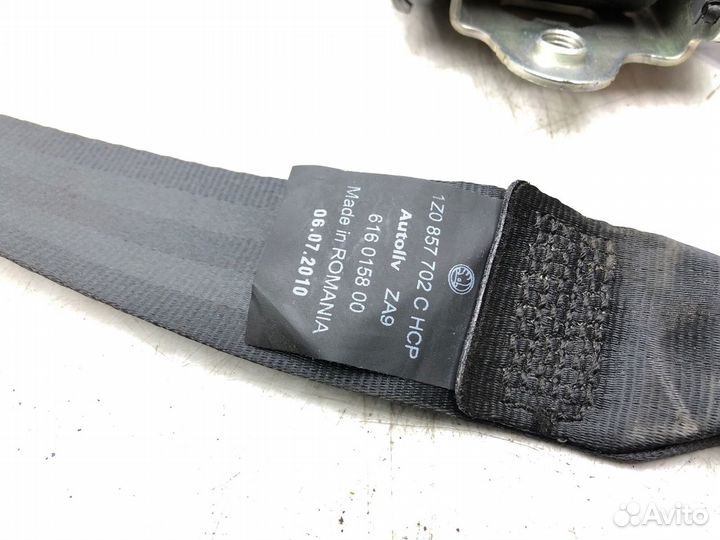 1Z0 857 702 C HCP
Autoliv ZA9
616 0158 00
Made in ROMANIA
06.07.2010
Avito